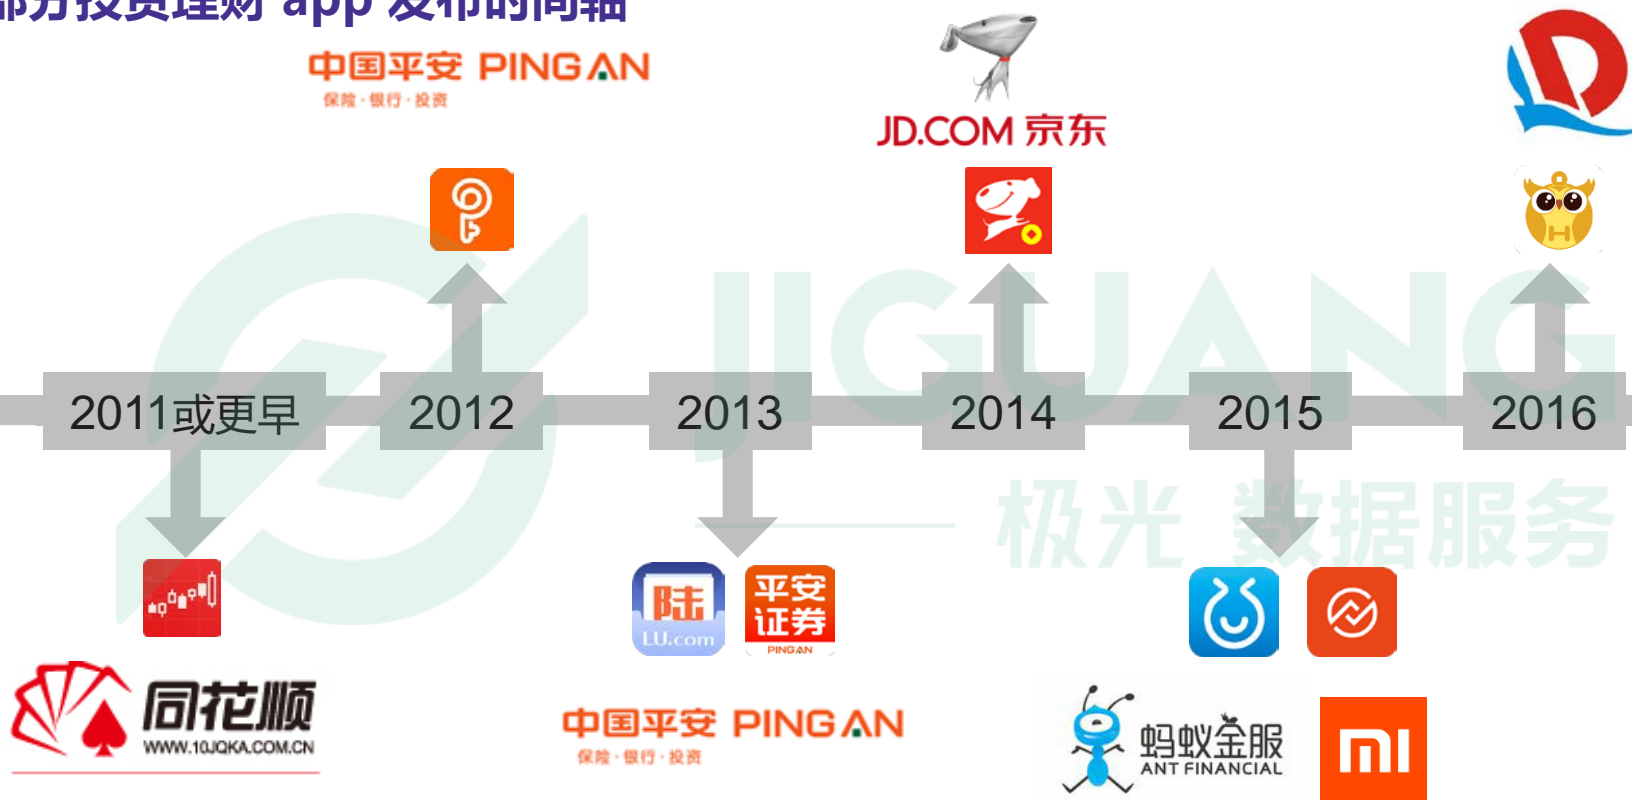 部分投资理财 app 发布时间轴
中国平安 PINGAN
保险·银行·投资
JD.COM 京东
JIGUANG
2011或更早
2012
2013
2014
2015
2016
极光 数据服务
陆
LU.com
平安
证券
PINGAN
同花顺
WWW.10JQKA.COM.CN
中国平安 PINGAN
保险·银行·投资
蚂蚁金服
ANT FINANCIAL
mi